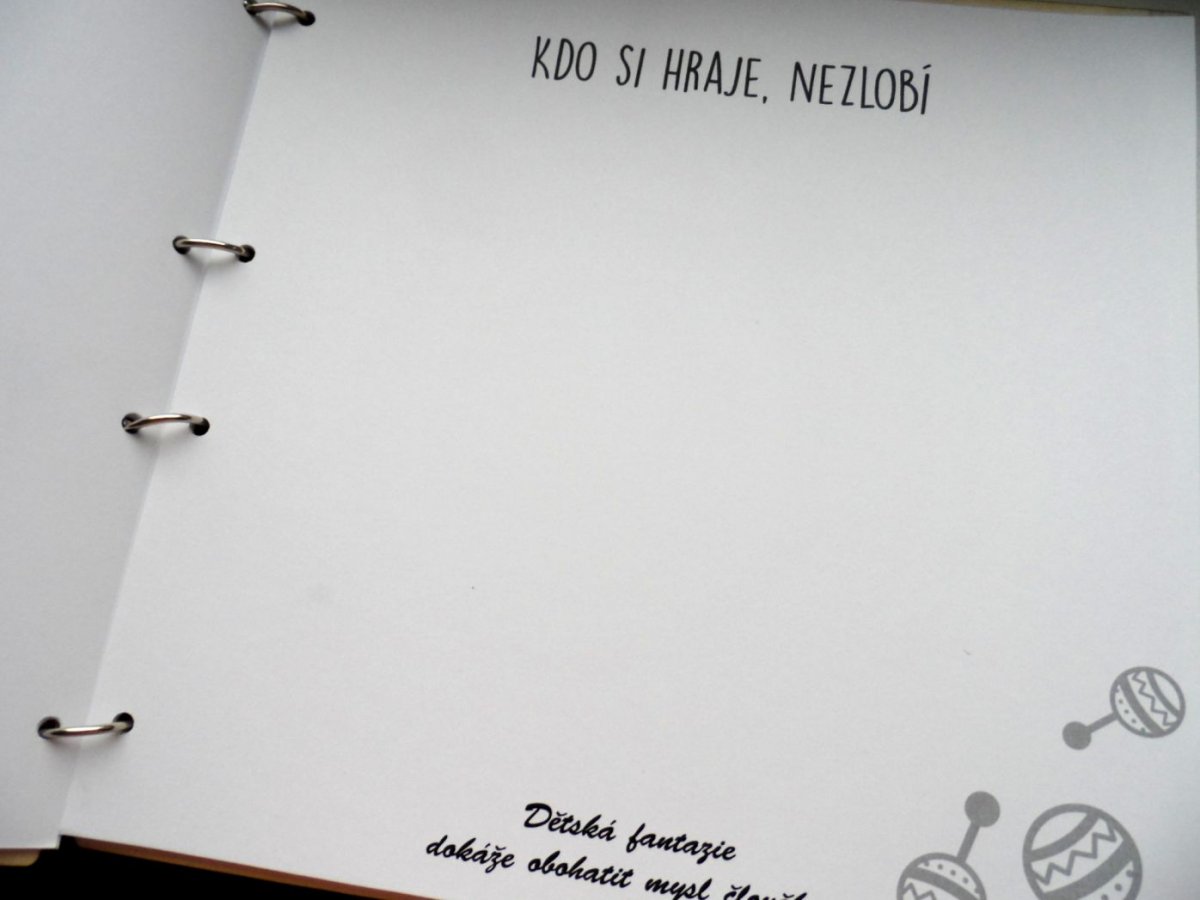 KDO SI HRAJE, NEZLOBÍ
Dětská fantazie
dokáže obohatit mysl